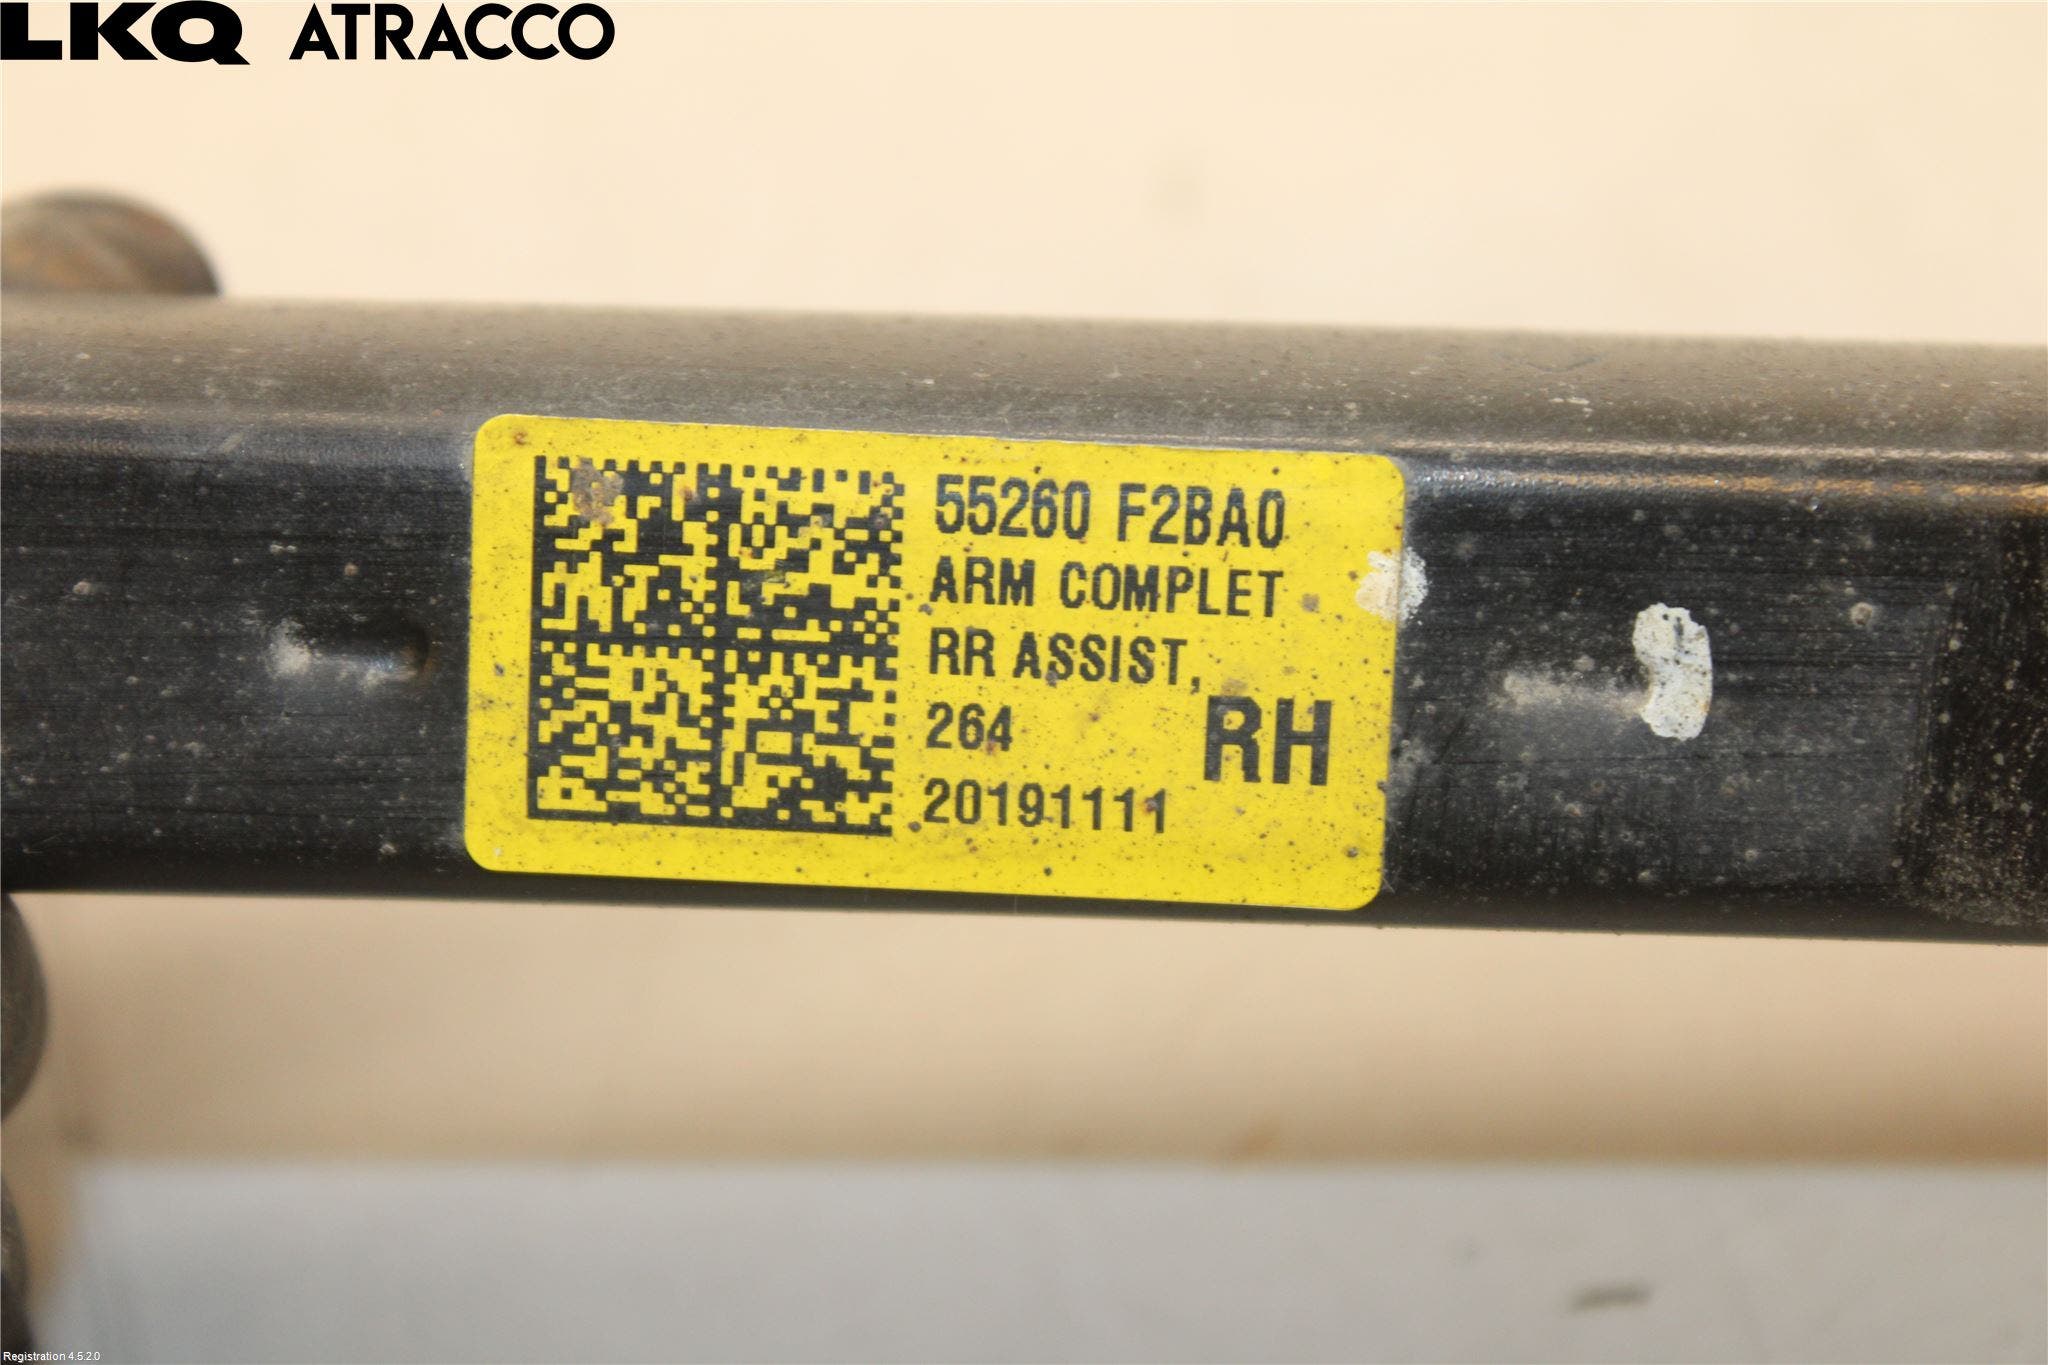 LKQ ATRACCO
55260 F2BA0
ARM COMPLET
RR ASSIST,
264 RH
20191111
Registration 4.5.2.0